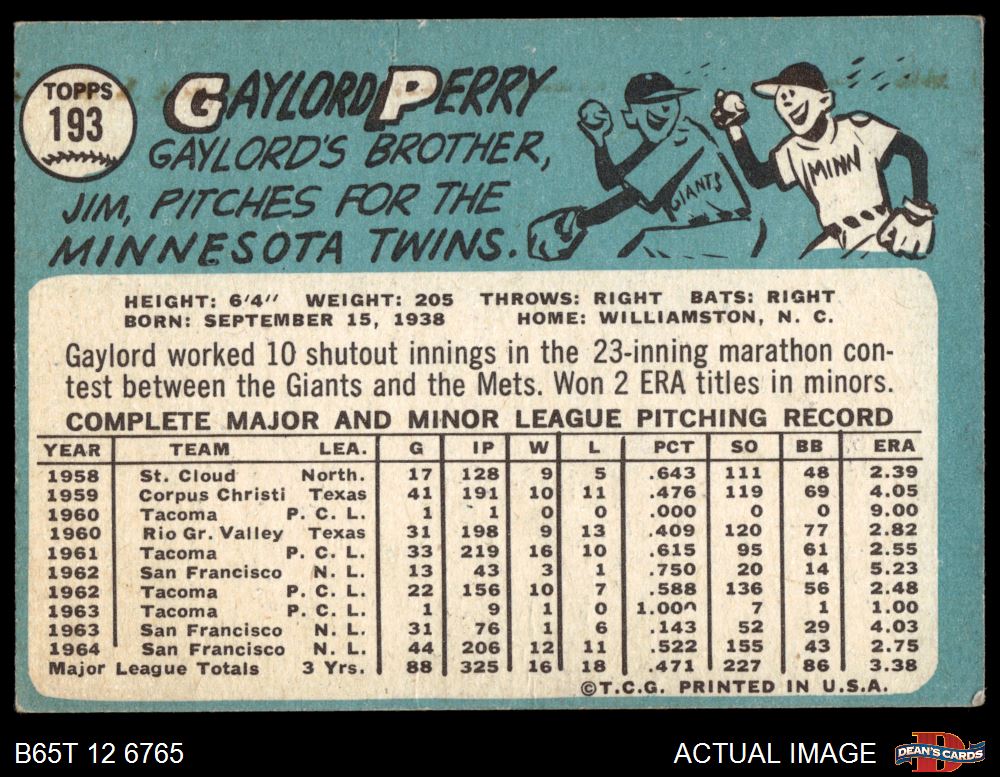 TOPPS
193
GAYLORD PERRY
GAYLORD'S BROTHER,
JIM, PITCHES FOR THE
MINNESOTA TWINS.
GIANTS
MINN
HEIGHT: 6'4" WEIGHT: 205 THROWS: RIGHT BATS: RIGHT
BORN: SEPTEMBER 15, 1938 HOME: WILLIAMSTON, N. C.
Gaylord worked 10 shutout innings in the 23-inning marathon con-
test between the Giants and the Mets. Won 2 ERA titles in minors.
COMPLETE MAJOR AND MINOR LEAGUE PITCHING RECORD
YEAR TEAM LEA. G IP W L PCT SO BB ERA
1958 St. Cloud North. 17 128 9 5 .643 111 48 2.39
1959 Corpus Christi Texas 41 191 10 11 .476 119 69 4.05
1960 Tacoma P. C. L. 1 1 0 0 .000 0 0 9.00
1960 Rio Gr. Valley Texas 31 198 9 13 .409 120 77 2.82
1961 Tacoma P. C. L. 33 219 16 10 .615 95 61 2.55
1962 San Francisco N. L. 13 43 3 1 .750 20 14 5.23
1962 Tacoma P. C. L. 22 156 10 7 .588 136 56 2.48
1963 Tacoma P. C. L. 1 9 1 0 1.000 7 1 1.00
1963 San Francisco N. L. 31 76 1 6 .143 52 29 4.03
1964 San Francisco N. L. 44 206 12 11 .522 155 43 2.75
Major League Totals 3 Yrs. 88 325 16 18 .471 227 86 3.38
©T.C.G. PRINTED IN U.S.A.
B65T 12 6765 ACTUAL IMAGE
DEAN'S CARDS